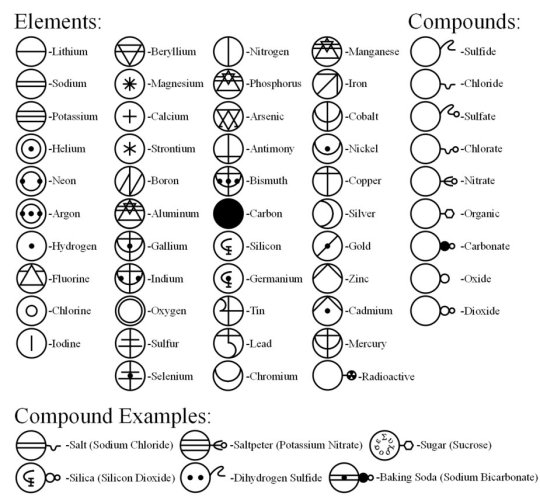 Elements:
-Lithium
-Sodium
-Potassium
-Helium
-Neon
-Argon
-Hydrogen
-Fluorine
-Chlorine
-Iodine
-Beryllium
-Magnesium
-Calcium
-Strontium
-Boron
-Aluminum
-Gallium
-Indium
-Oxygen
-Sulfur
-Selenium
-Nitrogen
-Phosphorus
-Arsenic
-Antimony
-Bismuth
-Carbon
-Silicon
-Germanium
-Tin
-Lead
-Chromium
-Manganese
-Iron
-Cobalt
-Nickel
-Copper
-Silver
-Gold
-Zinc
-Cadmium
-Mercury
-Radioactive
Compounds:
-Sulfide
-Chloride
-Sulfate
-Chlorate
-Nitrate
-Organic
-Carbonate
-Oxide
-Dioxide
Compound Examples:
-Salt (Sodium Chloride)
-Saltpeter (Potassium Nitrate)
-Sugar (Sucrose)
-Silica (Silicon Dioxide)
-Dihydrogen Sulfide
-Baking Soda (Sodium Bicarbonate)